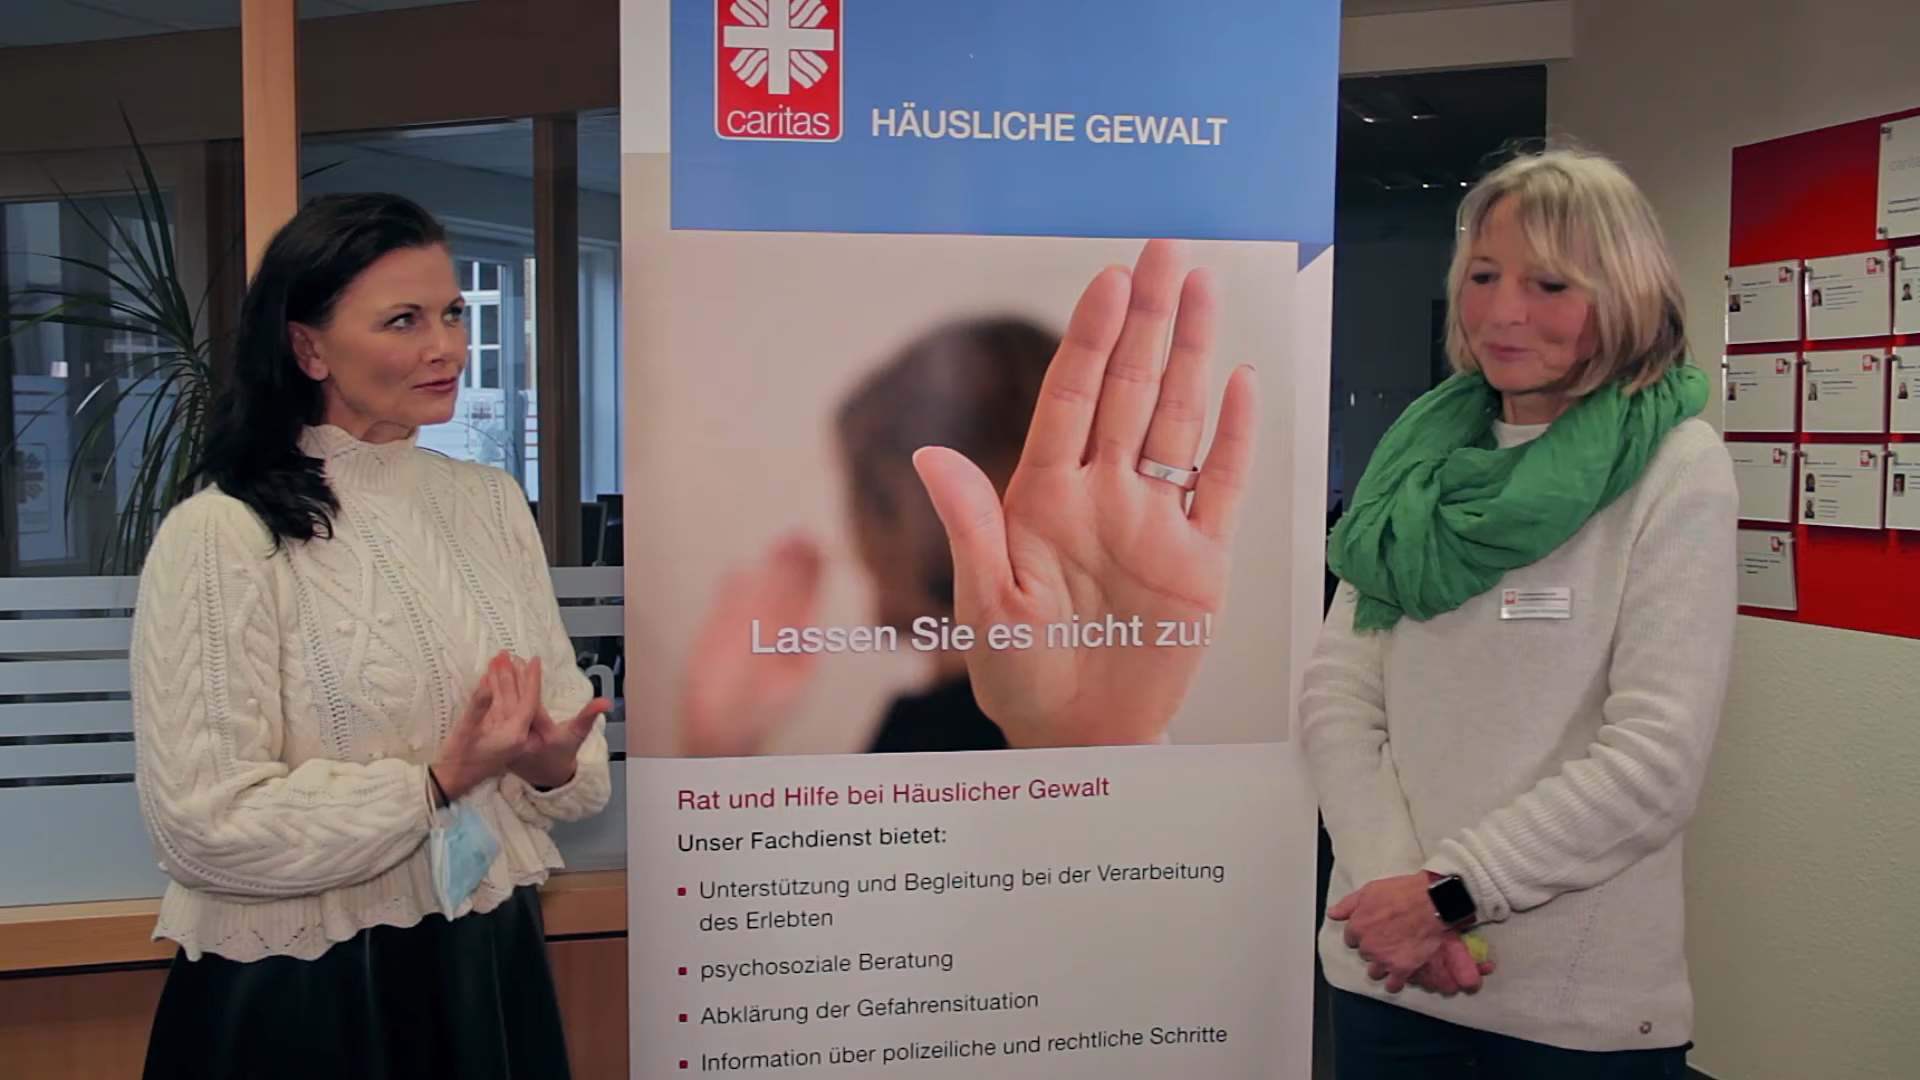 caritas
HÄUSLICHE GEWALT
Lassen Sie es nicht zu!
Rat und Hilfe bei Häuslicher Gewalt
Unser Fachdienst bietet:
Unterstützung und Begleitung bei der Verarbeitung
des Erlebten
psychosoziale Beratung
Abklärung der Gefahrensituation
Information über polizeiliche und rechtliche Schritte